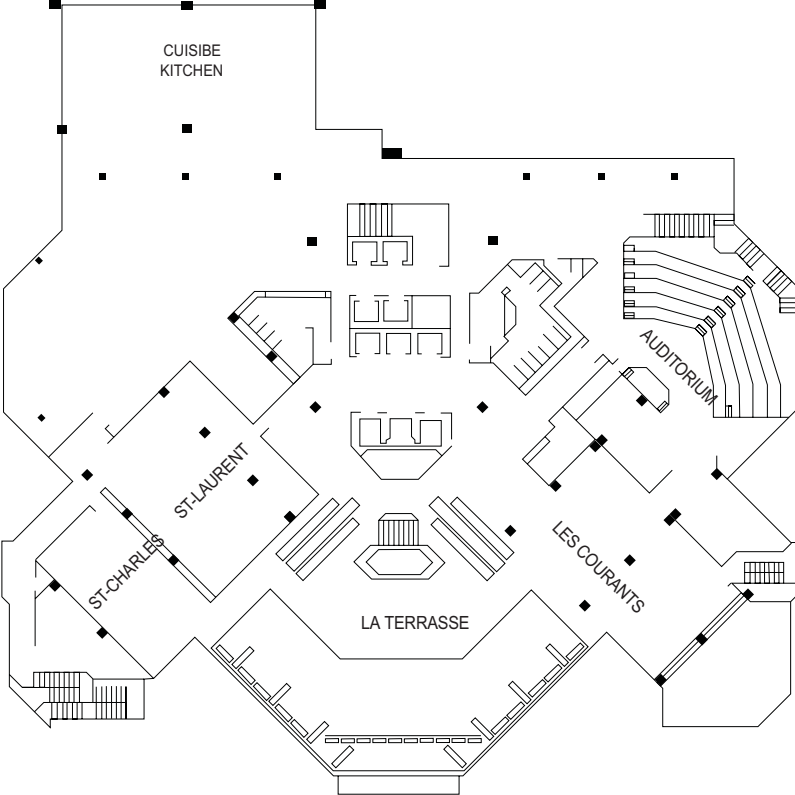 CUISIBE
KITCHEN
AUDITORIUM
ST-LAURENT
ST-CHARLES
LES COURANTS
LA TERRASSE